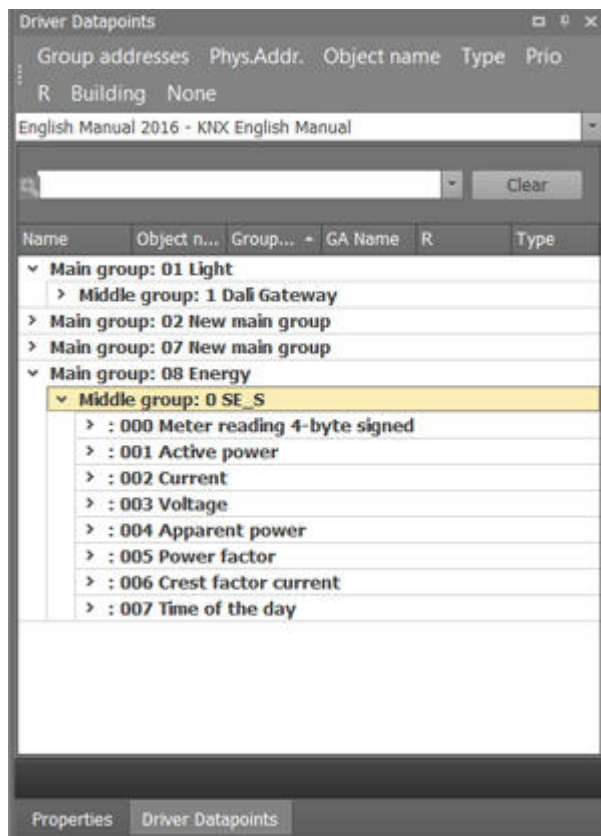 Driver Datapoints
Group addresses Phys.Addr. Object name Type Prio
R Building None
English Manual 2016 - KNX English Manual
Clear
Name Object n... Group... GA Name R Type
Main group: 01 Light
Middle group: 1 Dali Gateway
Main group: 02 New main group
Main group: 07 New main group
Main group: 08 Energy
Middle group: 0 SE_S
: 000 Meter reading 4-byte signed
: 001 Active power
: 002 Current
: 003 Voltage
: 004 Apparent power
: 005 Power factor
: 006 Crest factor current
: 007 Time of the day
Properties Driver Datapoints